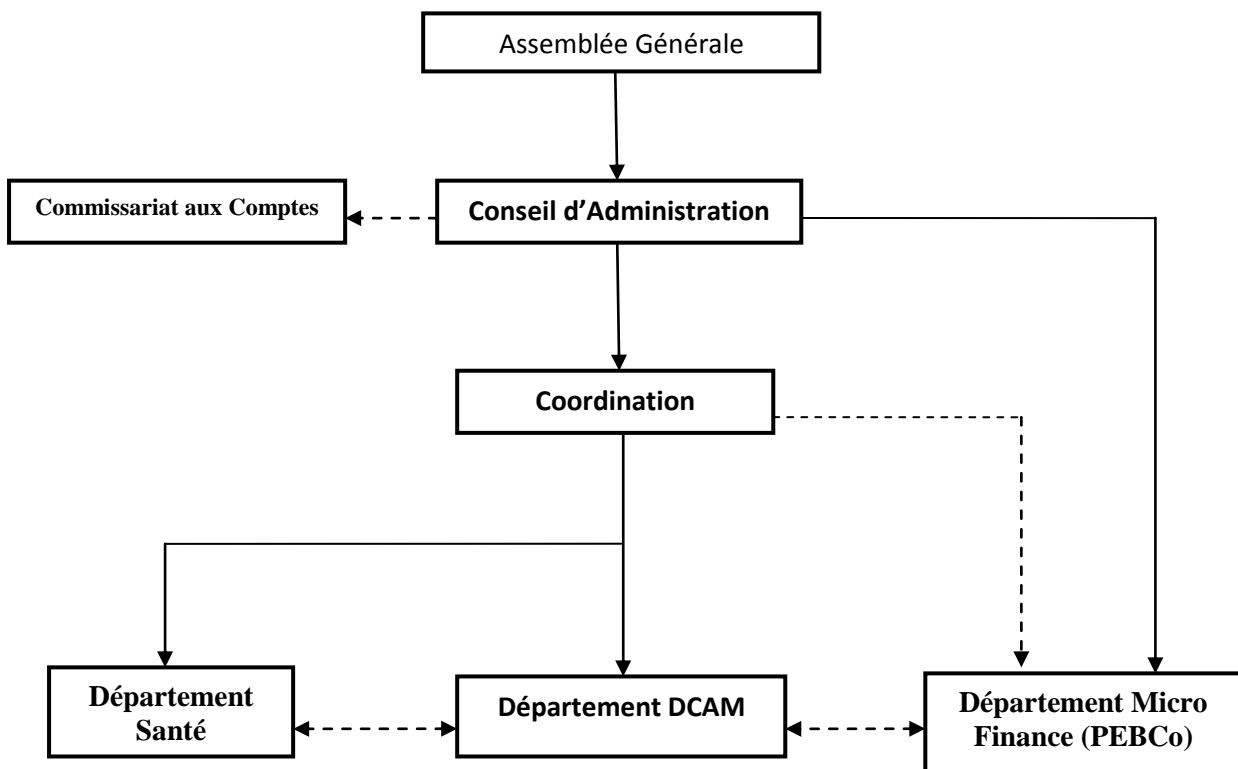 Assemblée Générale
Commissariat aux Comptes
Conseil d’Administration
Coordination
Département
Santé
Département DCAM
Département Micro
Finance (PEBCo)